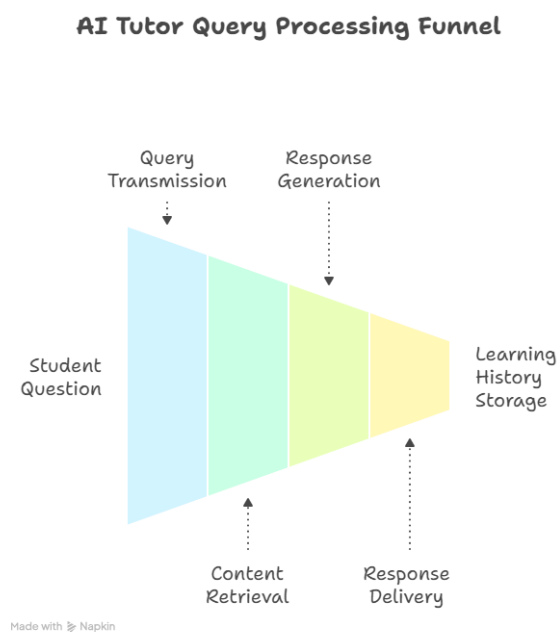 AI Tutor Query Processing Funnel
Query
Transmission
Response
Generation
Student
Question
Learning
History
Storage
Content
Retrieval
Response
Delivery
Made with Napkin